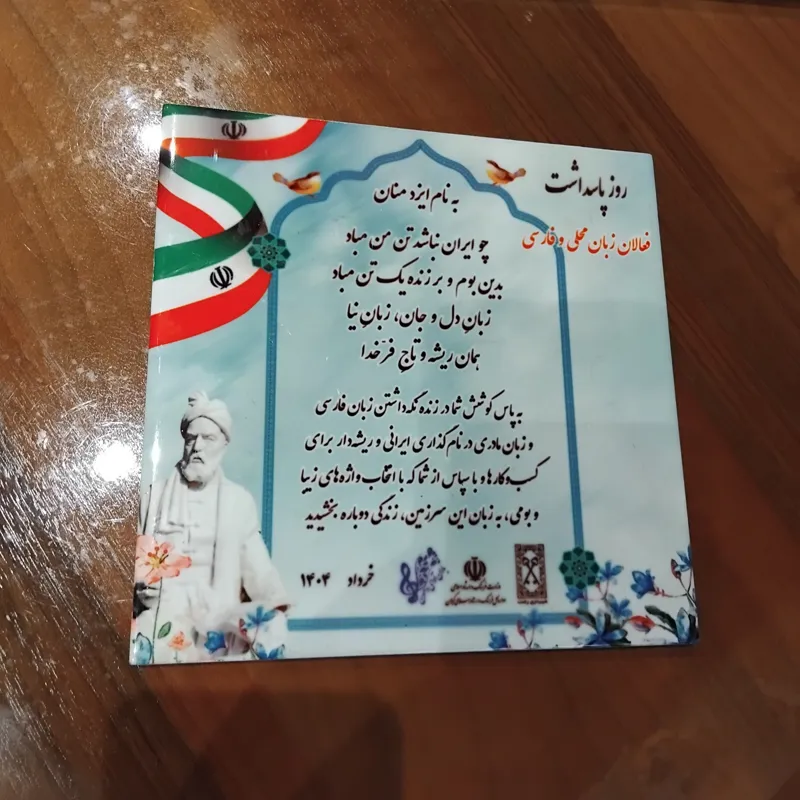 روز پاسداشت
فعالان زبان محلی و فارسی
به نام ایزد منان
چو ایران نباشد تن من مباد
بدین بوم و بر زنده یک تن مباد
زبانِ دل و جان، زبانِ نیا
همان ریشه و تاجِ فرّ خدا
به پاس کوشش شما در زنده نگه داشتن زبان فارسی
و زبان مادری در نام گذاری ایرانی و ریشه دار برای
کسب و کارها و با سپاس از شما که با انتخاب واژه های زیبا
و بومی، به زبان این سرزمین، زندگی دوباره بخشیدید
خرداد ۱۴۰۴